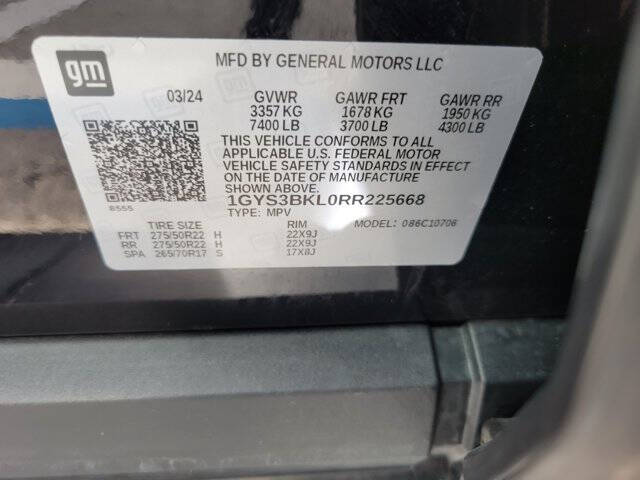 gm
MFD BY GENERAL MOTORS LLC
03/24 GVWR GAWR FRT GAWR RR
3357 KG 1678 KG 1950 KG
7400 LB 3700 LB 4300 LB
THIS VEHICLE CONFORMS TO ALL
APPLICABLE U.S. FEDERAL MOTOR
VEHICLE SAFETY STANDARDS IN EFFECT
ON THE DATE OF MANUFACTURE
SHOWN ABOVE.
1GYS3BKL0RR225668
8555 TYPE: MPV MODEL: 086C10706
TIRE SIZE RIM
FRT 275/50R22 H 22X9J
RR 275/50R22 H 22X9J
SPA 265/70R17 S 17X8J